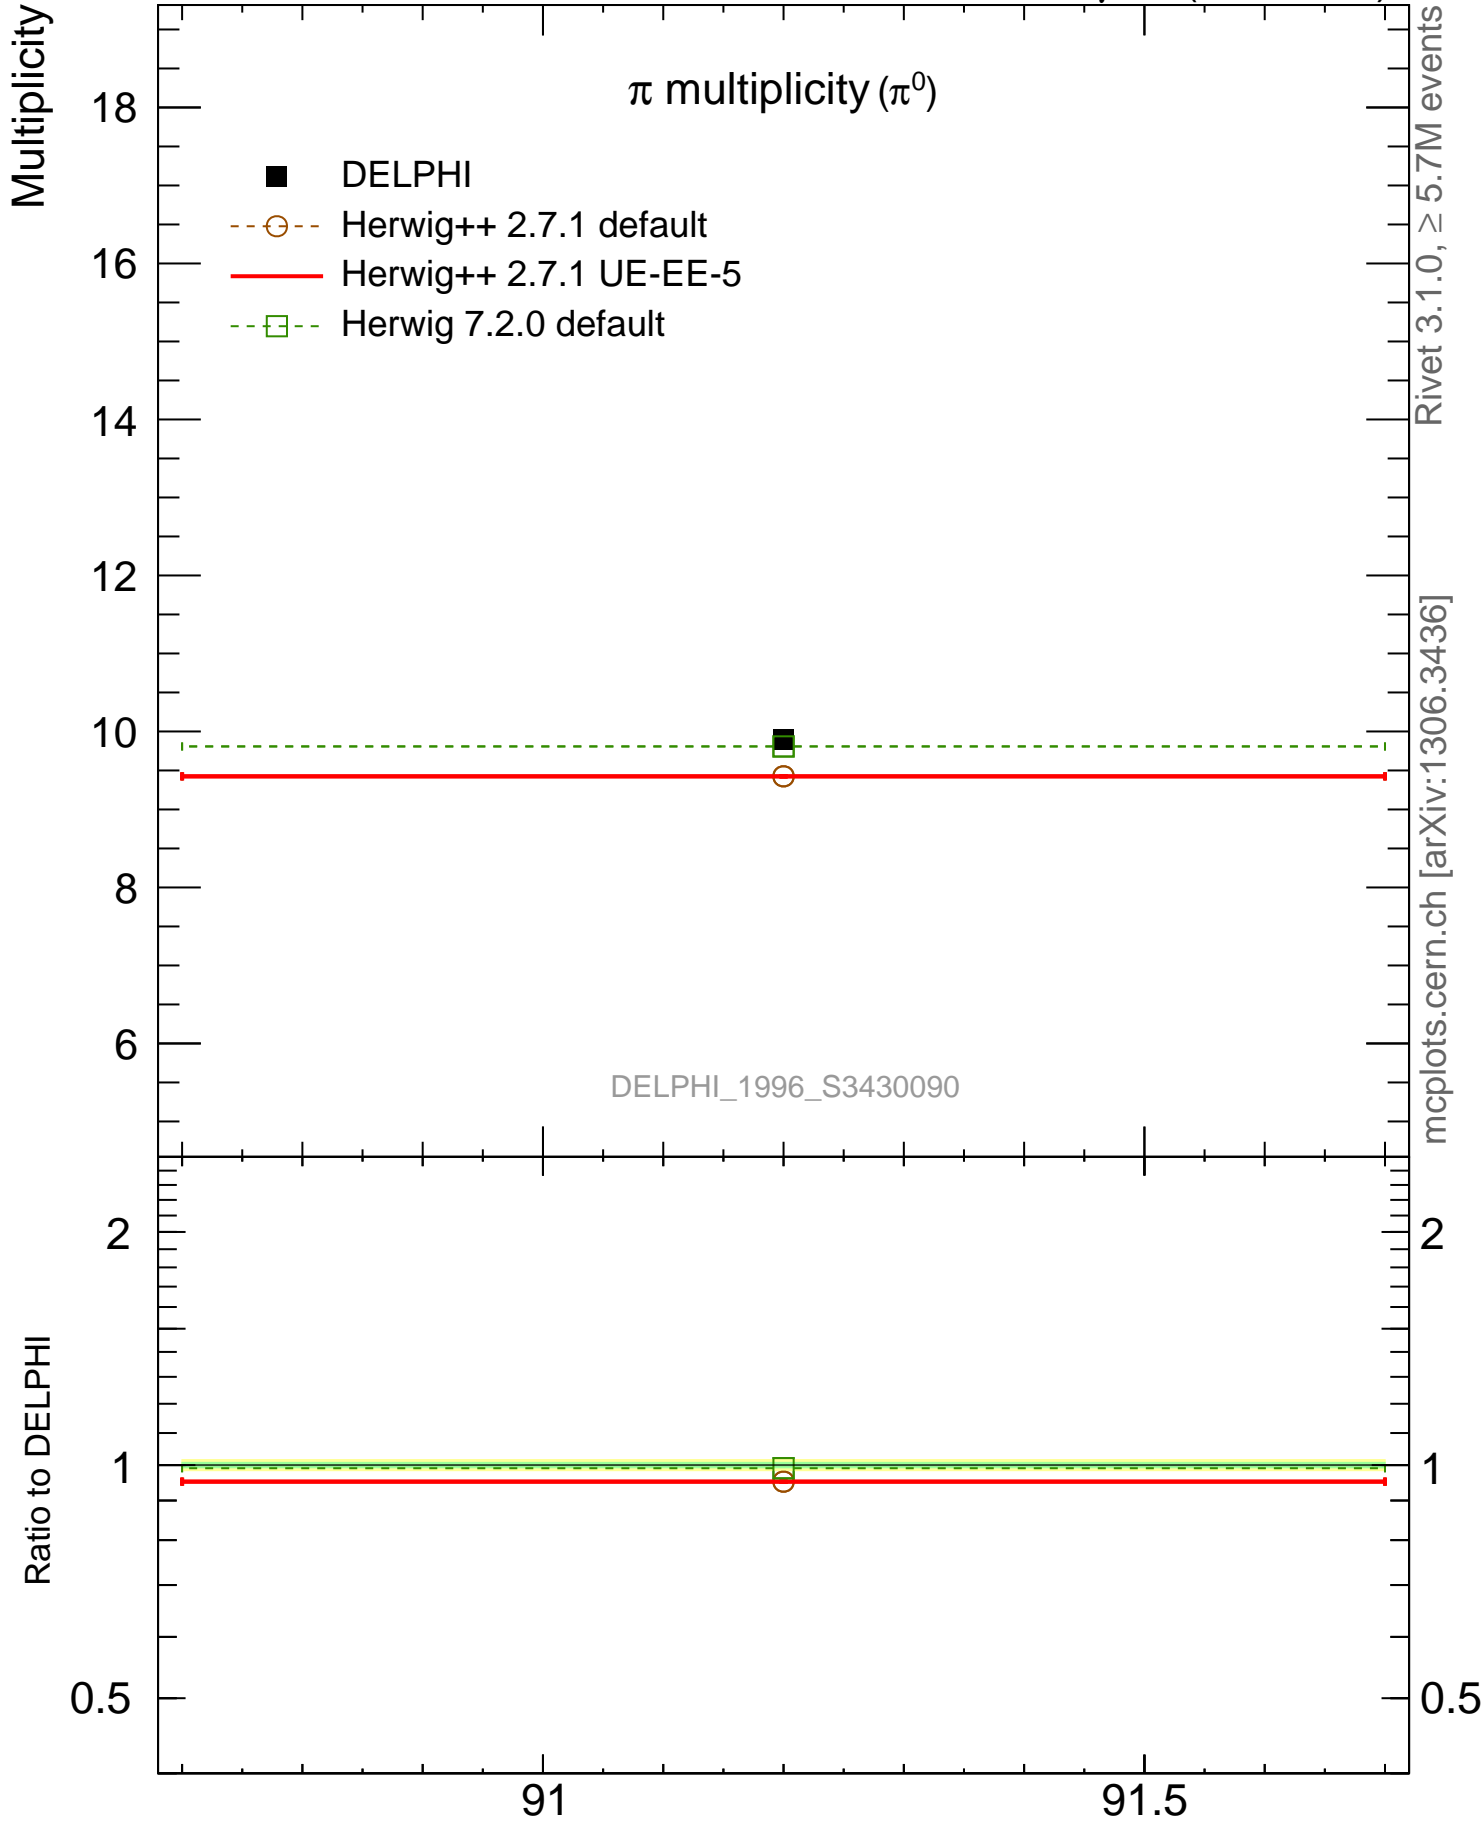 Multiplicity
π multiplicity (π⁰)
DELPHI
Herwig++ 2.7.1 default
Herwig++ 2.7.1 UE-EE-5
Herwig 7.2.0 default
18
16
14
12
10
8
6
DELPHI_1996_S3430090
Rivet 3.1.0, ≥ 5.7M events
mcplots.cern.ch [arXiv:1306.3436]
Ratio to DELPHI
2
2
1
1
0.5
0.5
91
91.5